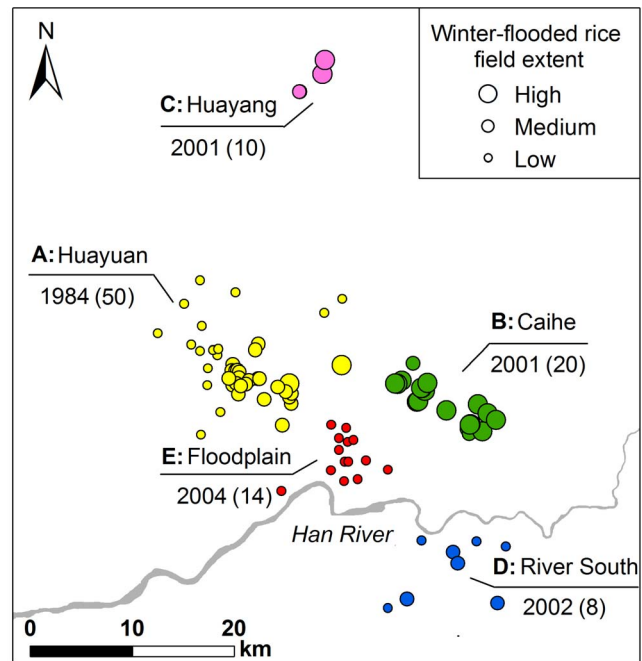 N
Winter-flooded rice
field extent
High
Medium
Low
C: Huayang
2001 (10)
A: Huayuan
1984 (50)
B: Caihe
2001 (20)
E: Floodplain
2004 (14)
Han River
D: River South
2002 (8)
0 10 20
km